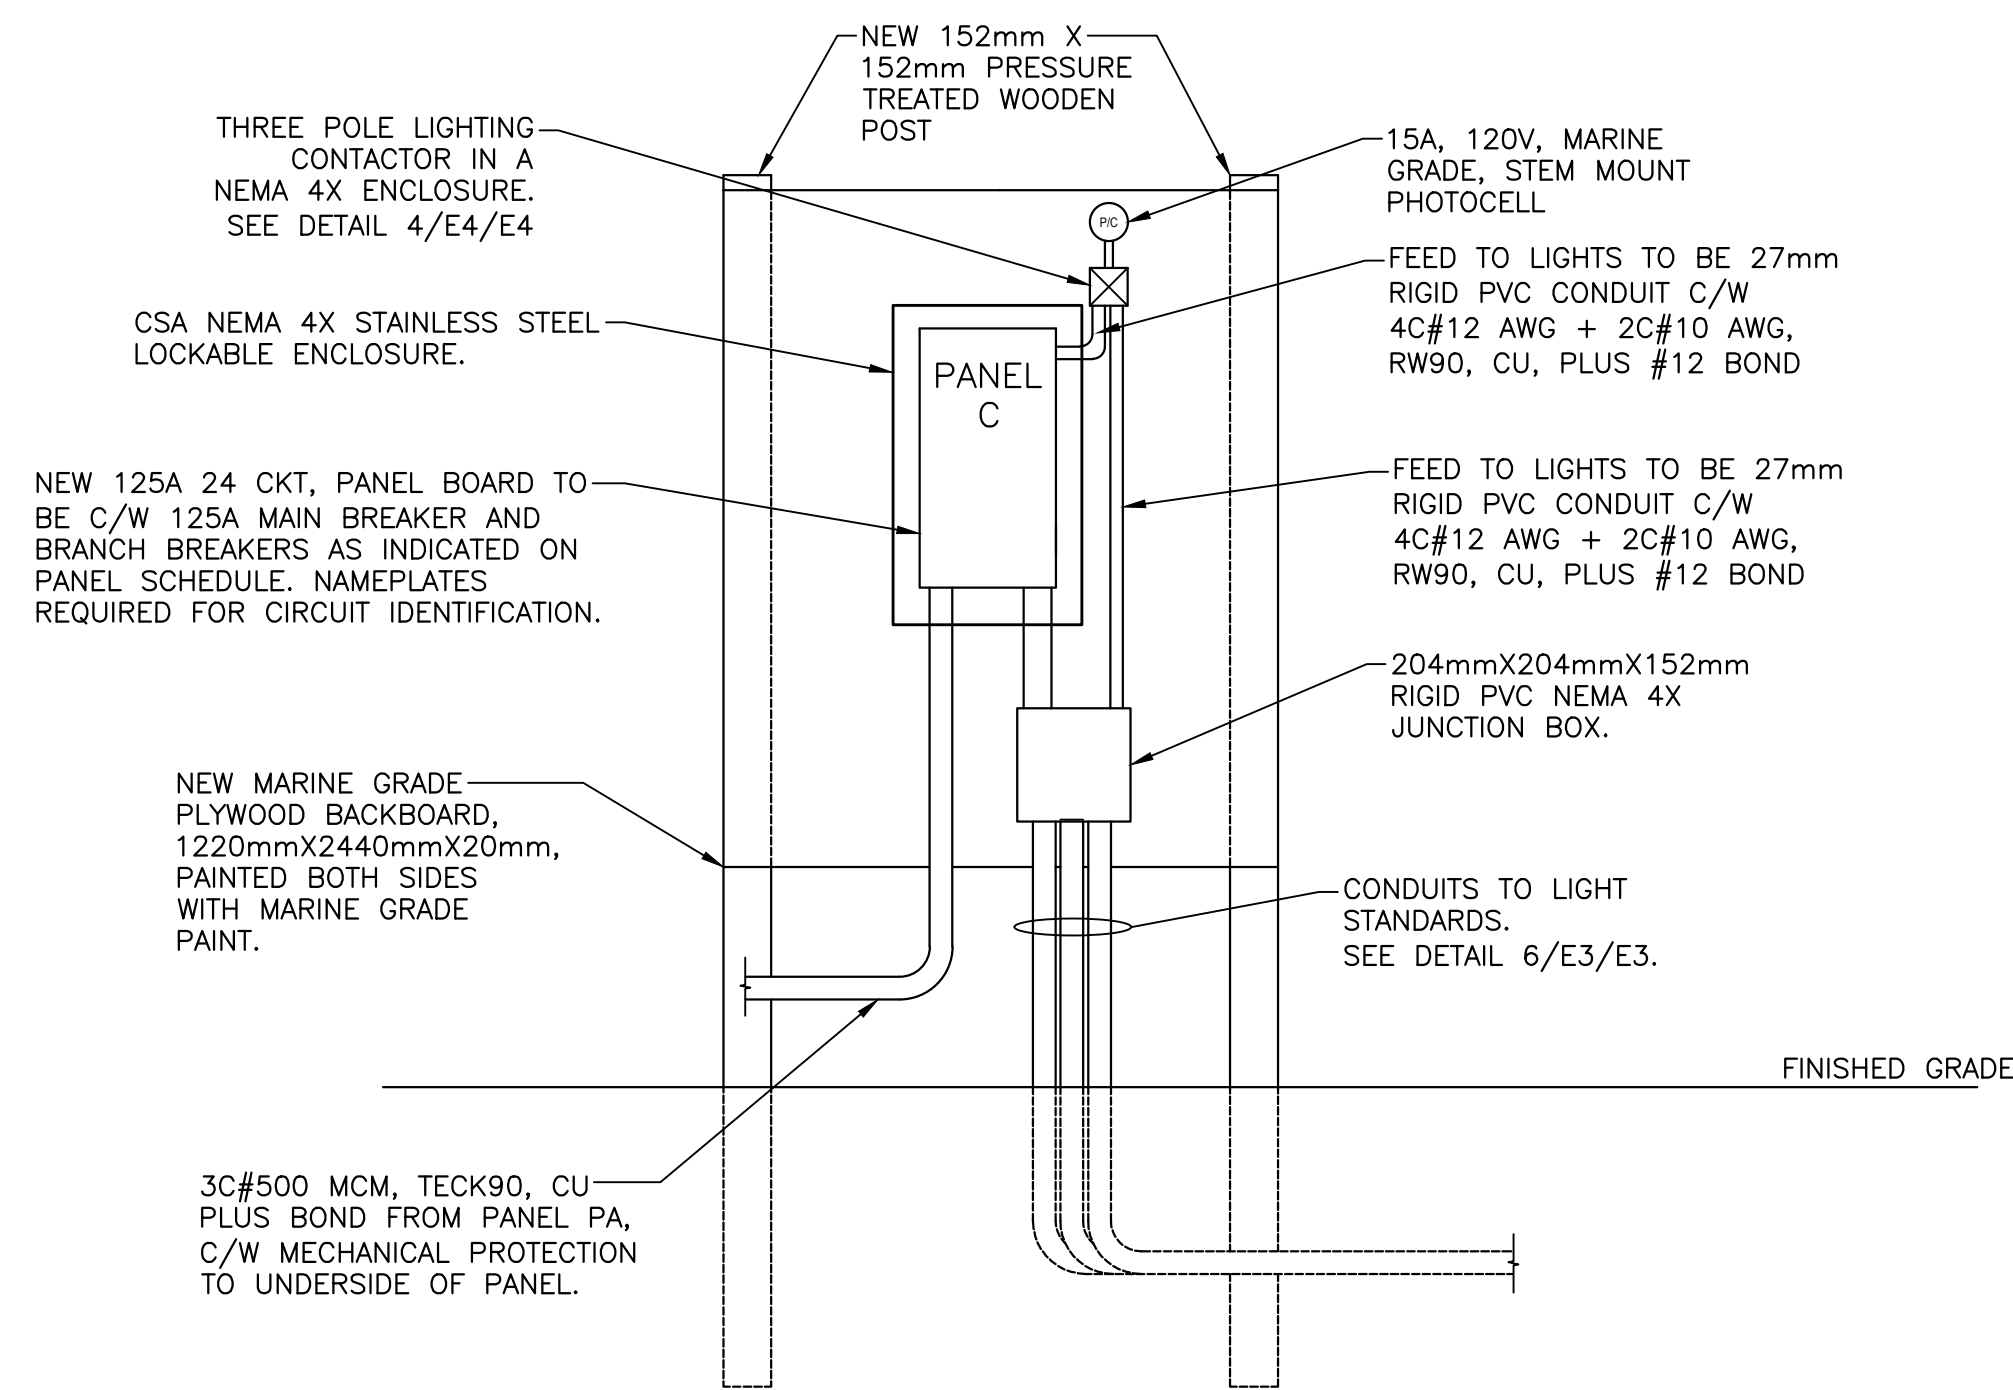 NEW 152mm X
152mm PRESSURE
TREATED WOODEN
POST
THREE POLE LIGHTING
CONTACTOR IN A
NEMA 4X ENCLOSURE.
SEE DETAIL 4/E4/E4
15A, 120V, MARINE
GRADE, STEM MOUNT
PHOTOCELL
P/C
FEED TO LIGHTS TO BE 27mm
RIGID PVC CONDUIT C/W
4C#12 AWG + 2C#10 AWG,
RW90, CU, PLUS #12 BOND
CSA NEMA 4X STAINLESS STEEL
LOCKABLE ENCLOSURE.
PANEL
C
NEW 125A 24 CKT, PANEL BOARD TO
BE C/W 125A MAIN BREAKER AND
BRANCH BREAKERS AS INDICATED ON
PANEL SCHEDULE. NAMEPLATES
REQUIRED FOR CIRCUIT IDENTIFICATION.
FEED TO LIGHTS TO BE 27mm
RIGID PVC CONDUIT C/W
4C#12 AWG + 2C#10 AWG,
RW90, CU, PLUS #12 BOND
204mmX204mmX152mm
RIGID PVC NEMA 4X
JUNCTION BOX.
NEW MARINE GRADE
PLYWOOD BACKBOARD,
1220mmX2440mmX20mm,
PAINTED BOTH SIDES
WITH MARINE GRADE
PAINT.
CONDUITS TO LIGHT
STANDARDS.
SEE DETAIL 6/E3/E3.
FINISHED GRADE
3C#500 MCM, TECK90, CU
PLUS BOND FROM PANEL PA,
C/W MECHANICAL PROTECTION
TO UNDERSIDE OF PANEL.